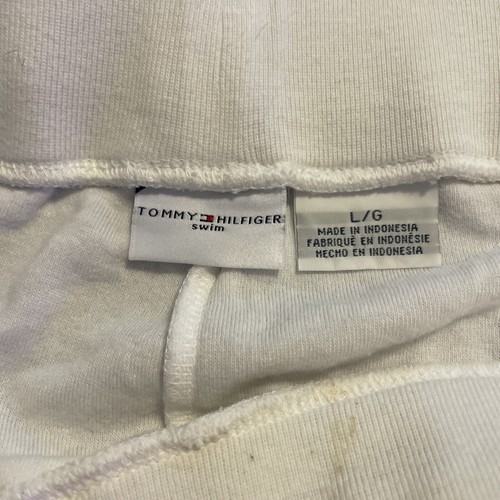 TOMMY HILFIGER
swim
L/G
MADE IN INDONESIA
FABRIQUÉ EN INDONÉSIE
HECHO EN INDONESIA